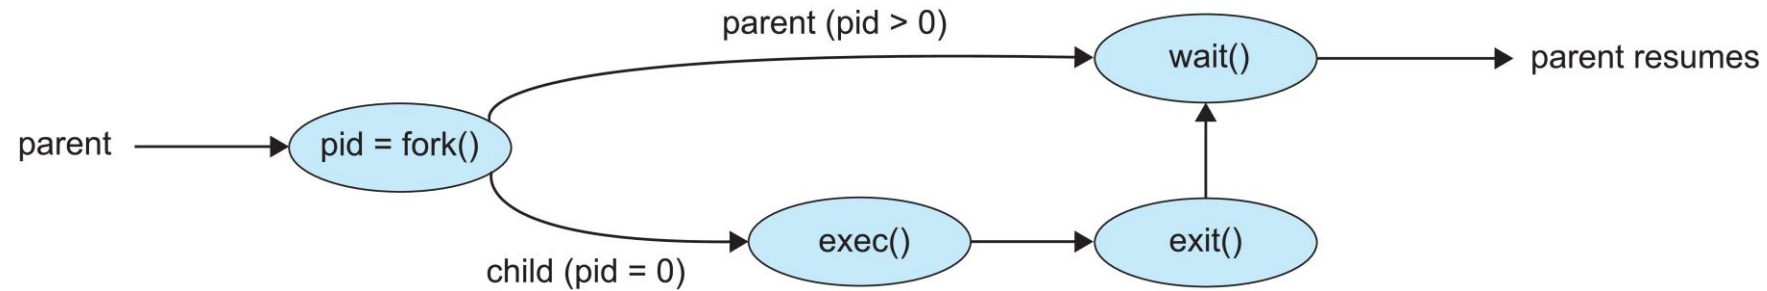 parent (pid > 0)
wait()
parent resumes
parent
pid = fork()
exec()
exit()
child (pid = 0)